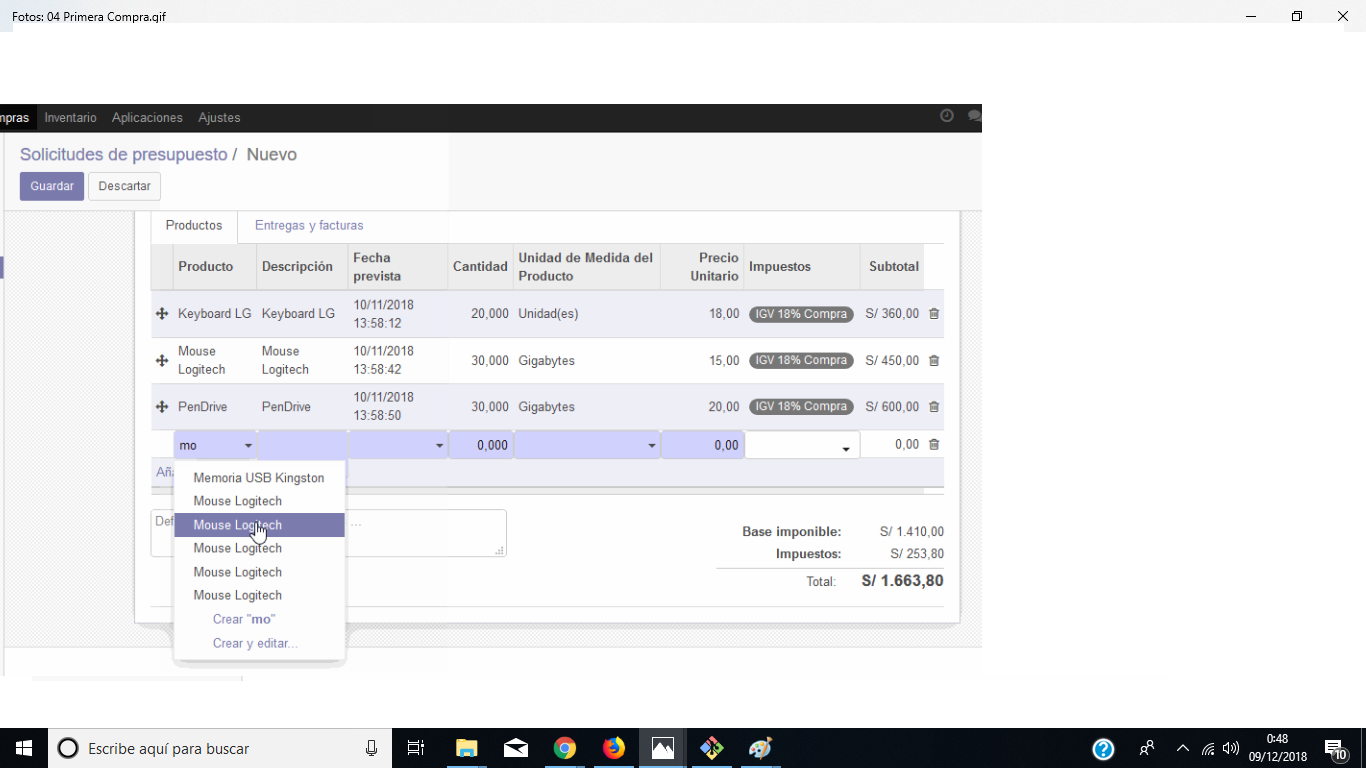 Fotos: 04 Primera Compra.gif
mpras Inventario Aplicaciones Ajustes
Solicitudes de presupuesto / Nuevo
Guardar Descartar
Productos Entregas y facturas
Producto Descripción Fecha prevista Cantidad Unidad de Medida del Producto Precio Unitario Impuestos Subtotal
Keyboard LG Keyboard LG 10/11/2018 13:58:12 20,000 Unidad(es) 18,00 IGV 18% Compra S/ 360,00
Mouse Logitech Mouse Logitech 10/11/2018 13:58:42 30,000 Gigabytes 15,00 IGV 18% Compra S/ 450,00
PenDrive PenDrive 10/11/2018 13:58:50 30,000 Gigabytes 20,00 IGV 18% Compra S/ 600,00
mo 0,000 0,00 0,00
Aña
Memoria USB Kingston
Mouse Logitech
Mouse Logitech
Mouse Logitech
Mouse Logitech
Mouse Logitech
Crear "mo"
Crear y editar...
Def ...
Base imponible: S/ 1.410,00
Impuestos: S/ 253,80
Total: S/ 1.663,80
Escribe aquí para buscar
0:48
09/12/2018
10